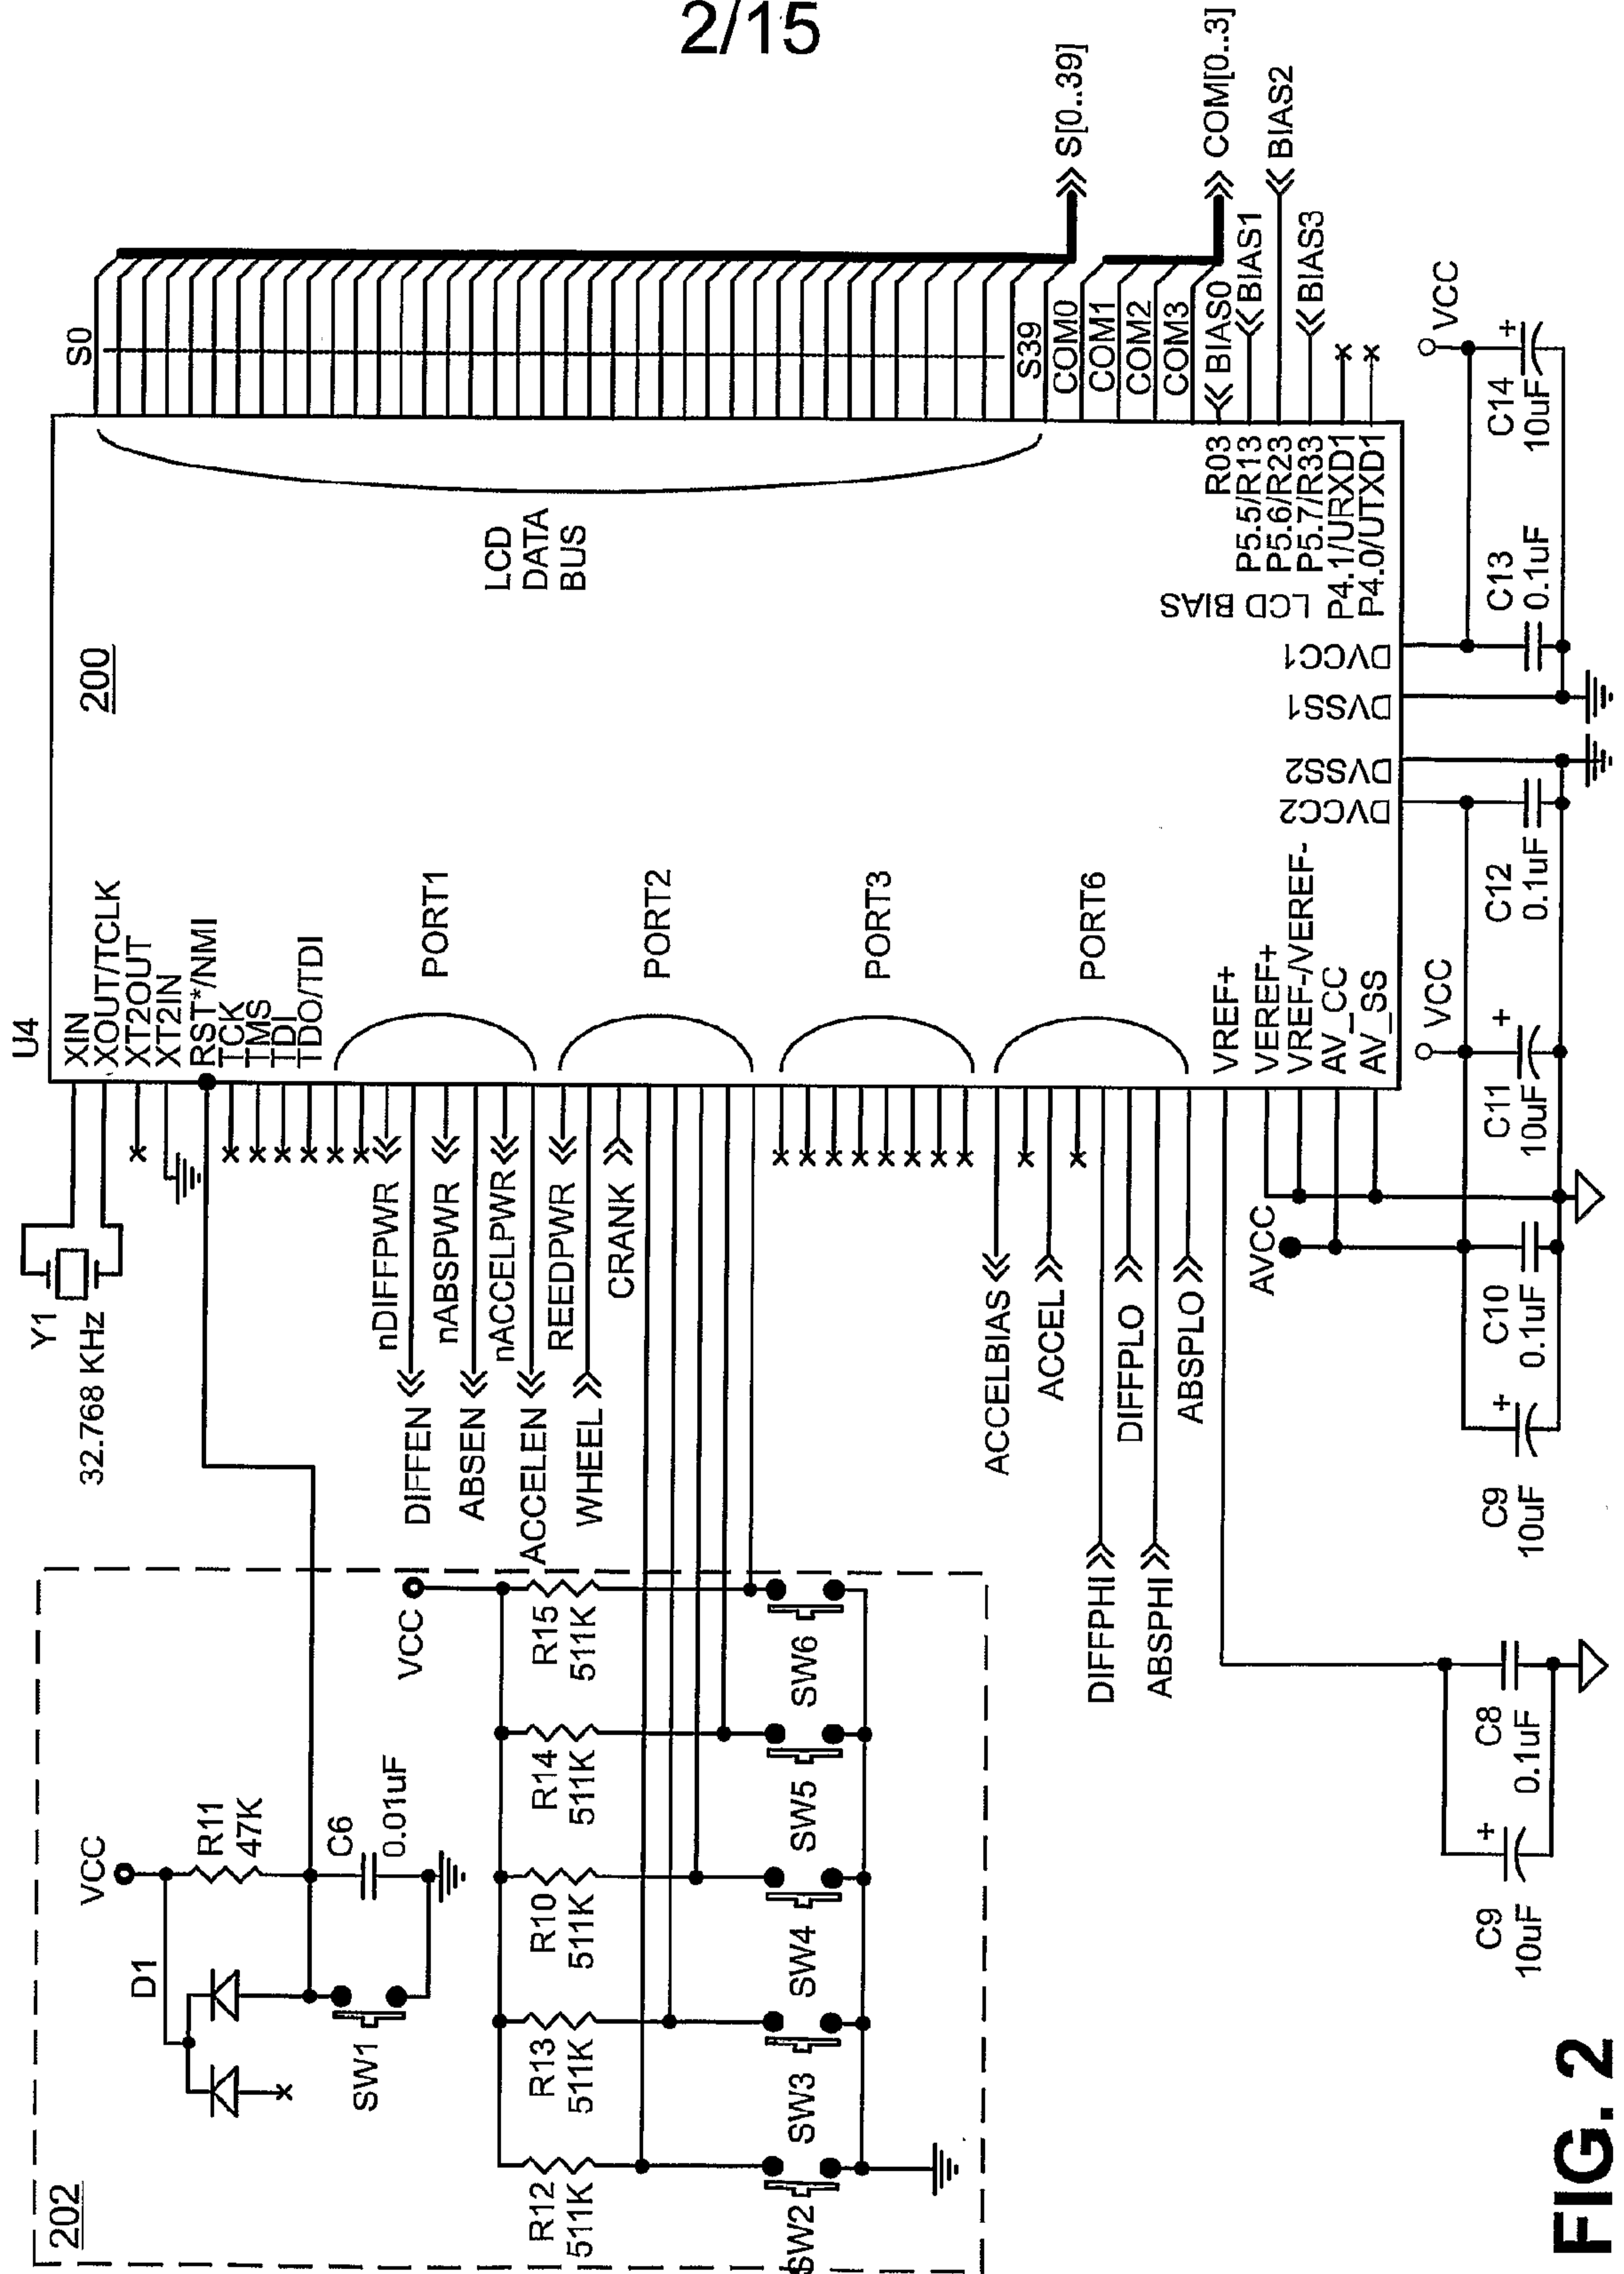 2/15
U4
200
XIN
XOUT/TCLK
XT2OUT
XT2IN
RST*/NMI
TCK
TMS
TDI
TDO/TDI
PORT1
PORT2
PORT3
PORT6
VREF+
VEREF+
VREF-/VEREF-
AV_CC
AV_SS
LCD
DATA
BUS
S0
S39
COM0
COM1
COM2
COM3
S[0..39]
COM[0..3]
BIAS0
BIAS1
BIAS2
BIAS3
R03
P5.5/R13
P5.6/R23
P5.7/R33
P4.1/URXD1
P4.0/UTXD1
LCD BIAS
DVCC1
DVSS1
DVSS2
DVCC2
Y1
32.768 KHz
nDIFFPWR
DIFFEN
nABSPWR
ABSEN
nACCELPWR
ACCELEN
REEDPWR
WHEEL
CRANK
ACCELBIAS
ACCEL
DIFFPHI
DIFFPLO
ABSPHI
ABSPLO
AVCC
VCC
C14
10uF
+
C13
0.1uF
C12
0.1uF
VCC
C11
10uF
+
C10
0.1uF
C9
10uF
+
C8
0.1uF
C9
10uF
+
202
VCC
R11
47K
D1
C6
0.01uF
SW1
VCC
R15
511K
R14
511K
R10
511K
R13
511K
R12
511K
SW6
SW5
SW4
SW3
SW2
FIG. 2